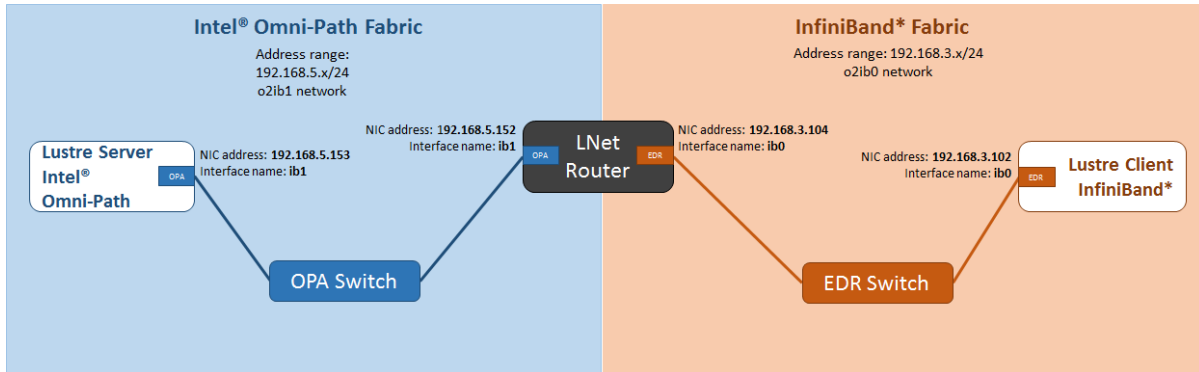 Intel® Omni-Path Fabric
Address range:
192.168.5.x/24
o2ib1 network
InfiniBand* Fabric
Address range: 192.168.3.x/24
o2ib0 network
Lustre Server
Intel®
Omni-Path
OPA
NIC address: 192.168.5.153
Interface name: ib1
NIC address: 192.168.5.152
Interface name: ib1
OPA
LNet
Router
EDR
NIC address: 192.168.3.104
Interface name: ib0
NIC address: 192.168.3.102
Interface name: ib0
EDR
Lustre Client
InfiniBand*
OPA Switch
EDR Switch